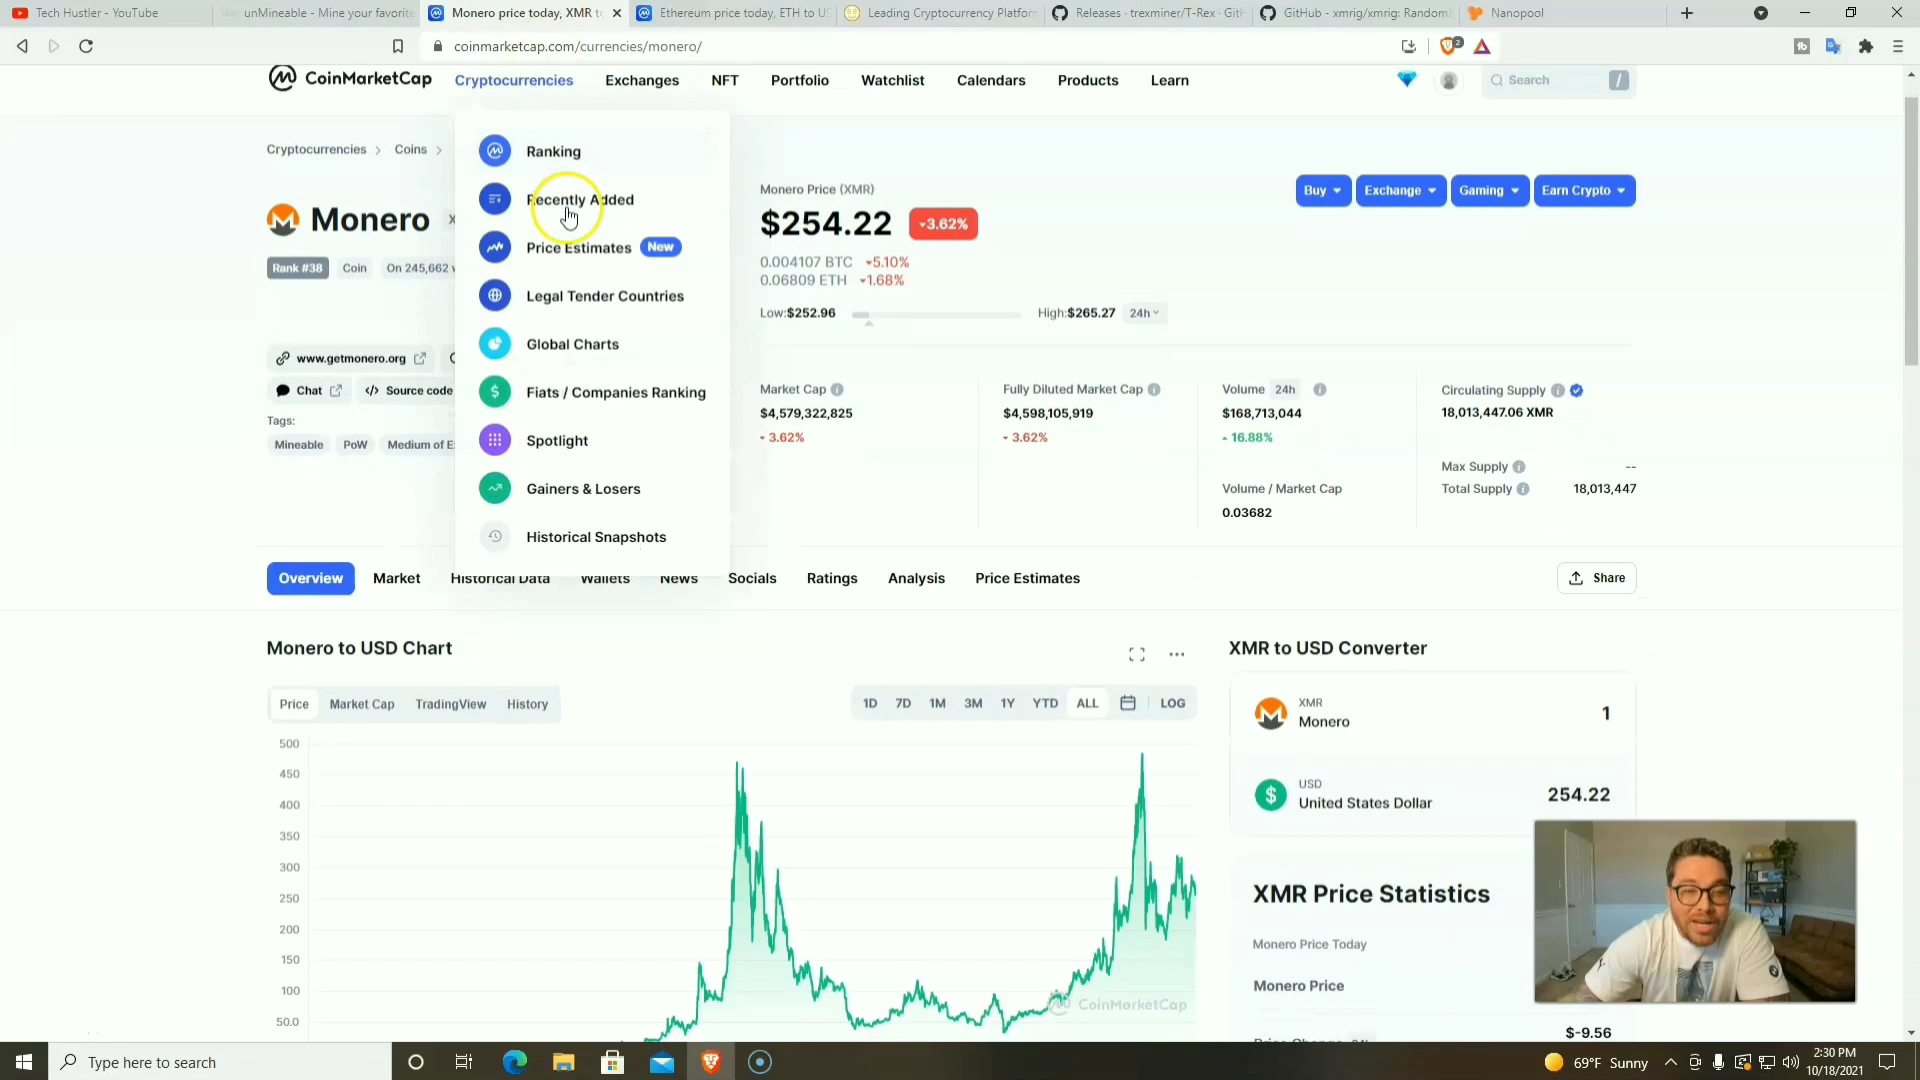 Tech Hustler - YouTube
unMineable - Mine your favorite
Monero price today, XMR to
Ethereum price today, ETH to US
Leading Cryptocurrency Platform
Releases · trexminer/T-Rex · Git
GitHub - xmrig/xmrig: RandomX
Nanopool
coinmarketcap.com/currencies/monero/
2
CoinMarketCap
Cryptocurrencies
Exchanges
NFT
Portfolio
Watchlist
Calendars
Products
Learn
Search
/
Cryptocurrencies > Coins >
Ranking
Recently Added
Price Estimates New
Legal Tender Countries
Global Charts
Fiats / Companies Ranking
Spotlight
Gainers & Losers
Historical Snapshots
Monero
Rank #38
Coin
On 245,662 w
www.getmonero.org
Chat
Source code
Tags:
Mineable
PoW
Medium of E
Monero Price (XMR)
$254.22
3.62%
0.004107 BTC 5.10%
0.06809 ETH 1.68%
Low:$252.96
High:$265.27
24h
Buy
Exchange
Gaming
Earn Crypto
Market Cap
$4,579,322,825
3.62%
Fully Diluted Market Cap
$4,598,105,919
3.62%
Volume 24h
$168,713,044
16.88%
Volume / Market Cap
0.03682
Circulating Supply
18,013,447.06 XMR
Max Supply --
Total Supply 18,013,447
Overview
Market
Historical Data
Wallets
News
Socials
Ratings
Analysis
Price Estimates
Share
Monero to USD Chart
Price
Market Cap
TradingView
History
1D
7D
1M
3M
1Y
YTD
ALL
LOG
500
450
400
350
300
250
200
150
100
50.0
CoinMarketCap
XMR to USD Converter
XMR
Monero
1
USD
United States Dollar
254.22
XMR Price Statistics
Monero Price Today
Monero Price
$-9.56
Type here to search
69°F Sunny
2:30 PM
10/18/2021